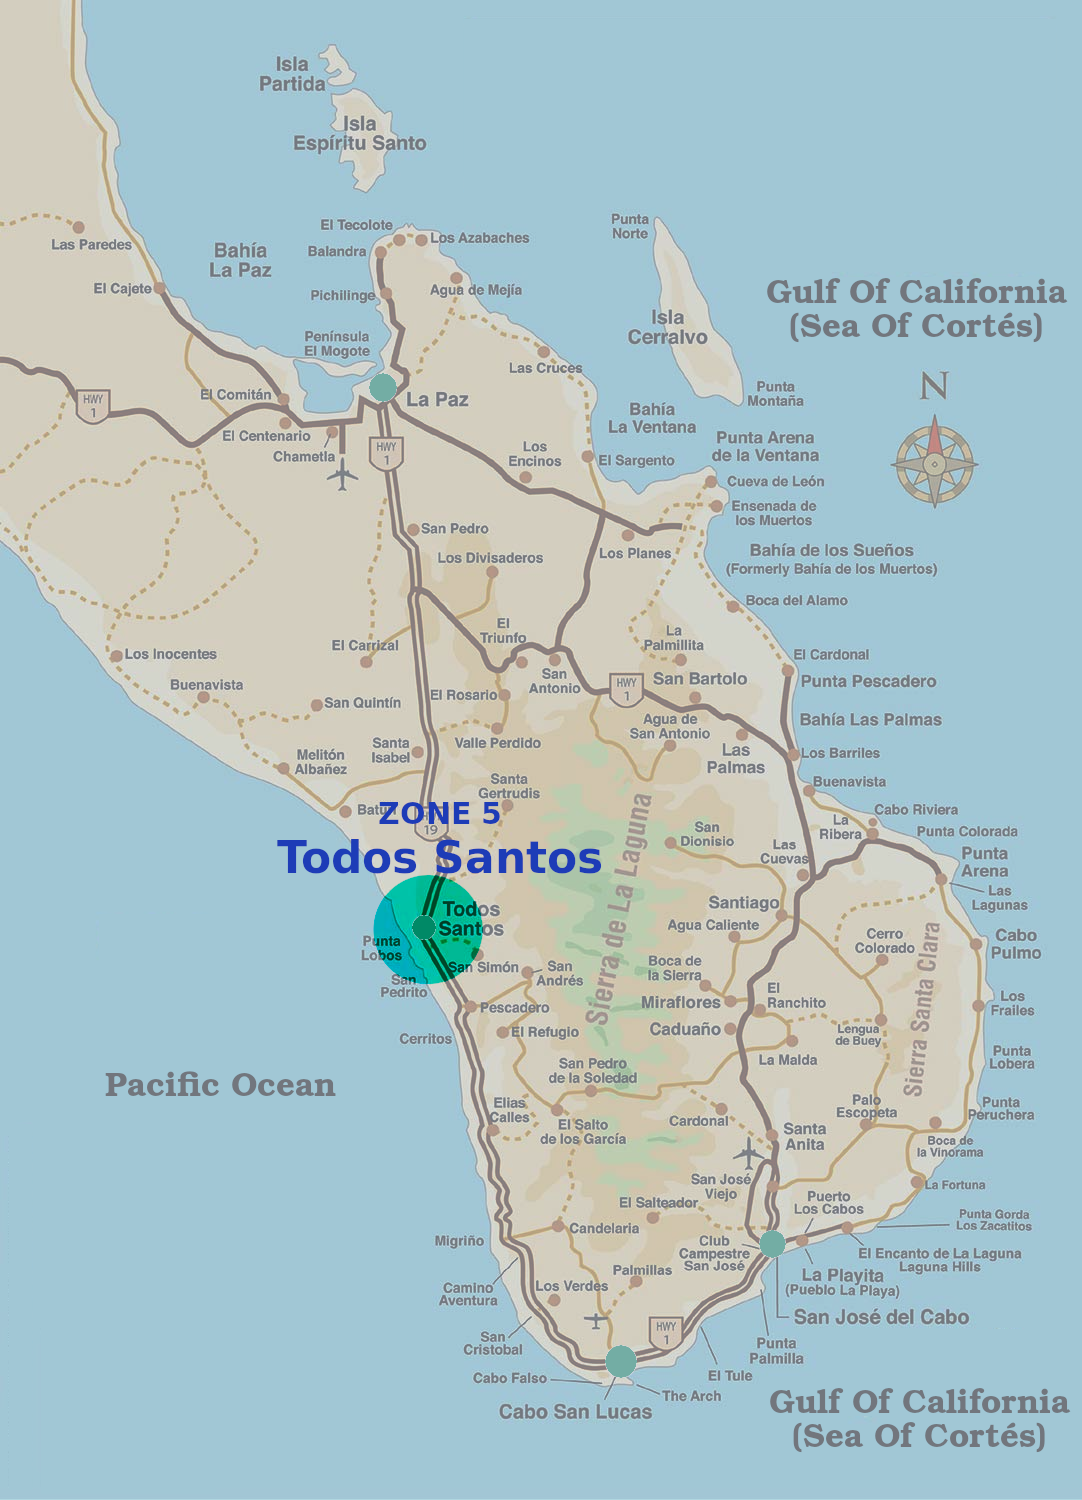 Isla
Partida
Isla
Espíritu Santo
El Tecolote
Los Azabaches
Punta
Norte
Las Paredes
Bahía
La Paz
Balandra
El Cajete
Pichilinge
Agua de Mejía
Gulf Of California
(Sea Of Cortés)
Isla
Cerralvo
Península
El Mogote
Las Cruces
N
El Comitán
HWY
1
La Paz
Punta
Montaña
Bahía
La Ventana
El Centenario
Chametla
HWY
1
Los
Encinos
El Sargento
Punta Arena
de la Ventana
Cueva de León
Ensenada de
los Muertos
San Pedro
Los Divisaderos
Los Planes
Bahía de los Sueños
(Formerly Bahía de los Muertos)
Boca del Alamo
El
Triunfo
La
Palmillita
El Carrizal
Los Inocentes
El Cardonal
San
Antonio
HWY
1
San Bartolo
Punta Pescadero
Buenavista
San Quintín
El Rosario
Agua de
San Antonio
Bahía Las Palmas
Santa
Isabel
Valle Perdido
Las
Palmas
Los Barriles
Melitón
Albañez
Santa
Gertrudis
Buenavista
ZONE 5
19
Todos Santos
Cabo Riviera
La
Ribera
Punta Colorada
San
Dionisio
Las
Cuevas
Punta
Arena
Las
Lagunas
Sierra de La Laguna
Todos
Santos
Santiago
Agua Caliente
Cerro
Colorado
Cabo
Pulmo
Punta
Lobos
San Simón
San
Andrés
Boca de
la Sierra
San
Pedrito
Pescadero
Miraflores
El
Ranchito
Los
Frailes
Sierra Santa Clara
Cerritos
El Refugio
Caduaño
Lengua
de Buey
La Malda
Punta
Lobera
San Pedro
de la Soledad
Pacific Ocean
Elias
Calles
El Salto
de los García
Cardonal
Palo
Escopeta
Punta
Peruchera
Santa
Anita
Boca de
la Vinorama
San José
Viejo
La Fortuna
El Salteador
Puerto
Los Cabos
Punta Gorda
Los Zacatitos
Candelaria
Migriño
Club
Campestre
San José
El Encanto de La Laguna
Laguna Hills
Palmillas
La Playita
(Pueblo La Playa)
Camino
Aventura
Los Verdes
San José del Cabo
HWY
1
San
Cristobal
Punta
Palmilla
Cabo Falso
El Tule
The Arch
Cabo San Lucas
Gulf Of California
(Sea Of Cortés)